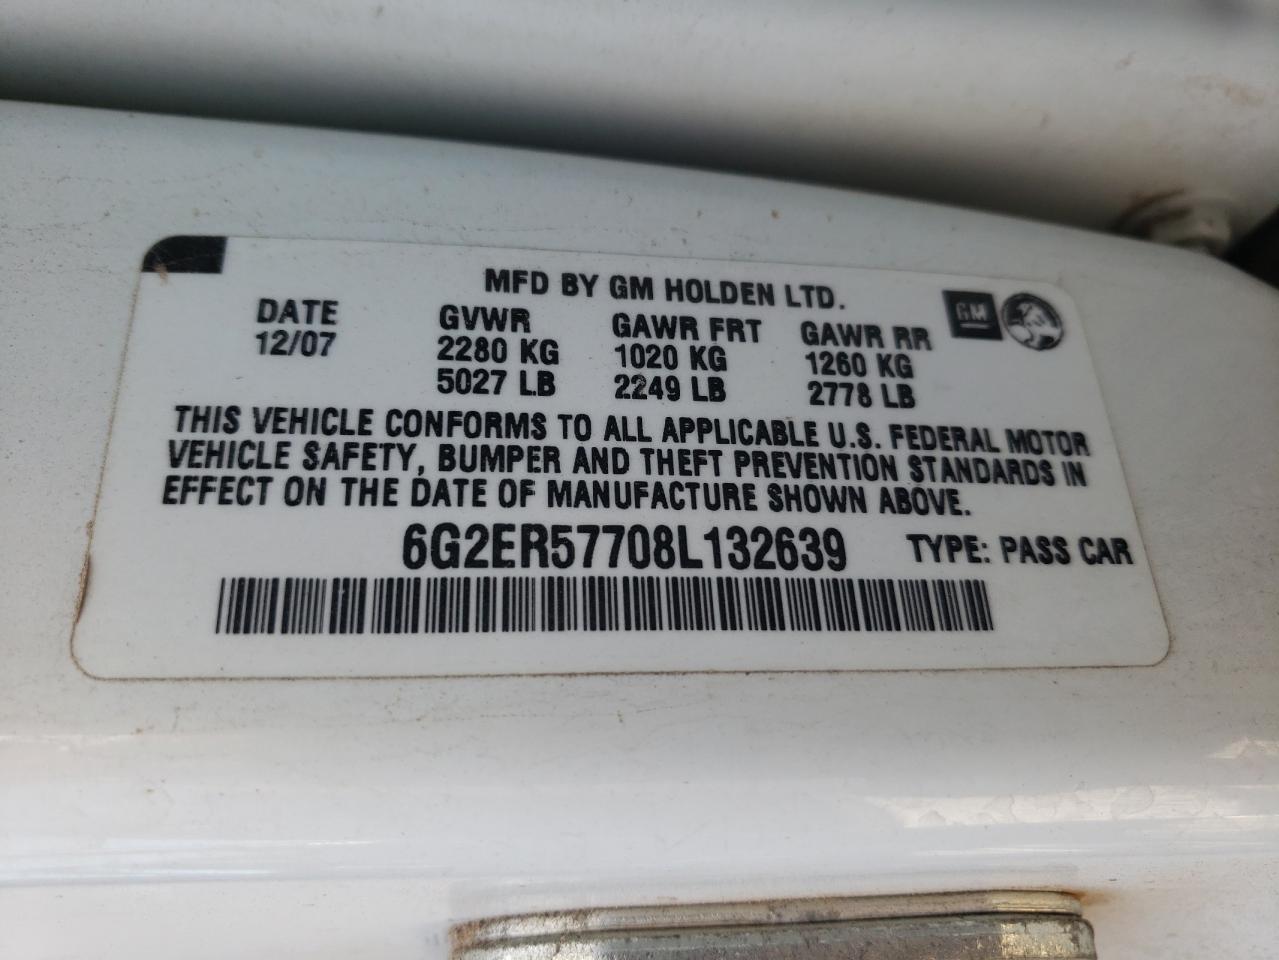 MFD BY GM HOLDEN LTD.
GM
DATE GVWR GAWR FRT GAWR RR
12/07 2280 KG 1020 KG 1260 KG
5027 LB 2249 LB 2778 LB
THIS VEHICLE CONFORMS TO ALL APPLICABLE U.S. FEDERAL MOTOR
VEHICLE SAFETY, BUMPER AND THEFT PREVENTION STANDARDS IN
EFFECT ON THE DATE OF MANUFACTURE SHOWN ABOVE.
6G2ER57708L132639 TYPE: PASS CAR